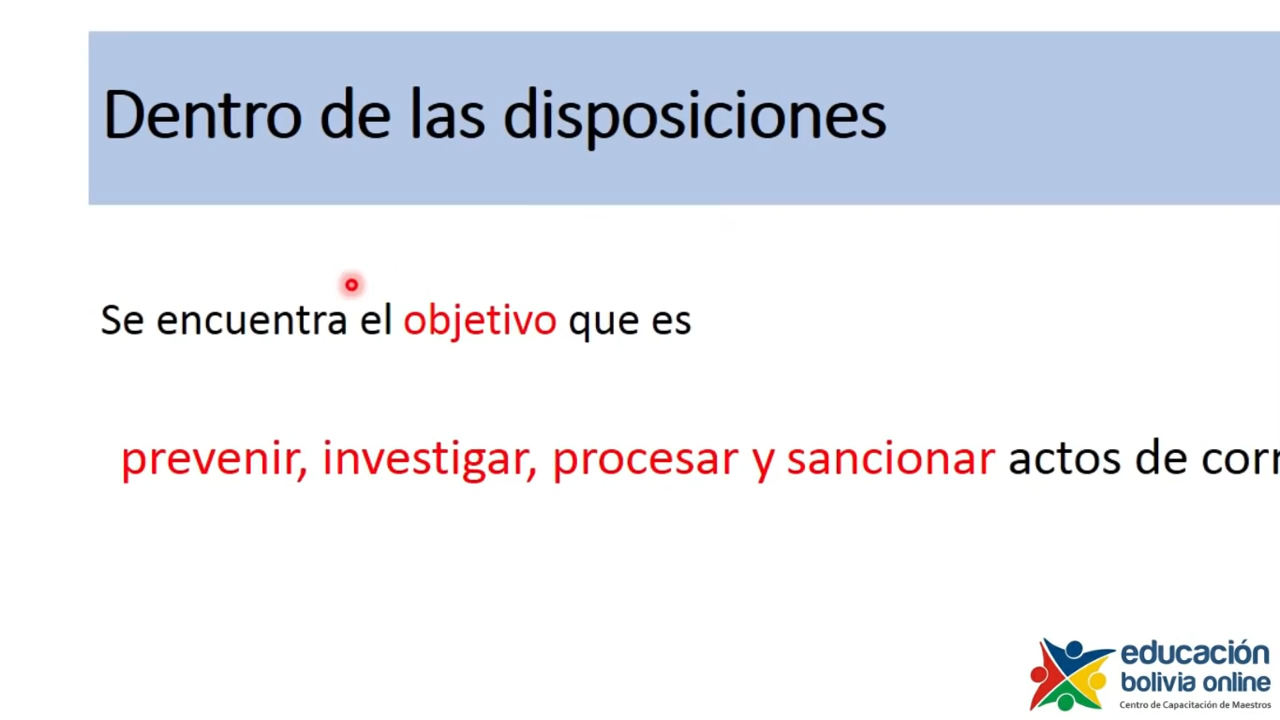 Dentro de las disposiciones
Se encuentra el objetivo que es
prevenir, investigar, procesar y sancionar actos de
educación
bolivia online
Centro de Capacitación de Maestros